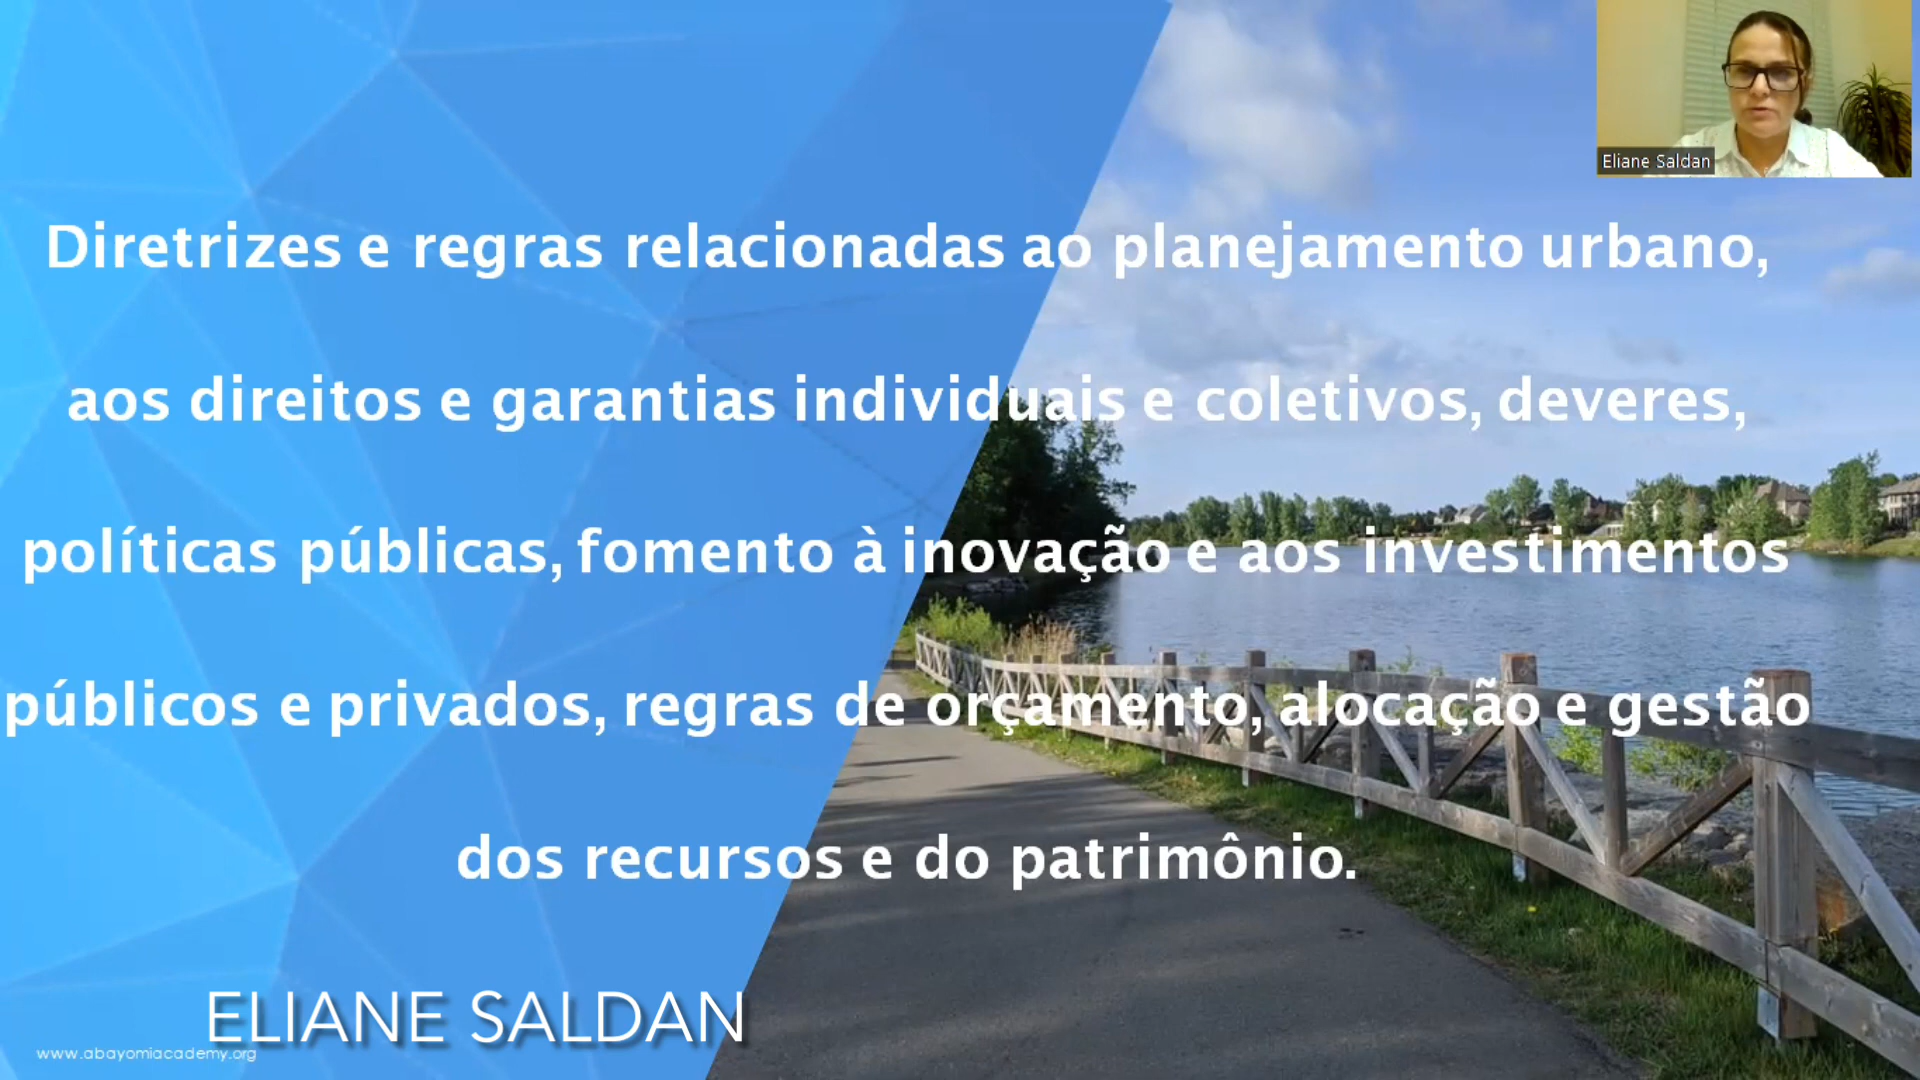 Eliane Saldan
Diretrizes e regras relacionadas ao planejamento urbano,
aos direitos e garantias individuais e coletivos, deveres,
políticas públicas, fomento à inovação e aos investimentos
públicos e privados, regras de orçamento, alocação e gestão
dos recursos e do patrimônio.
ELIANE SALDAN
www.abayomiacademy.org